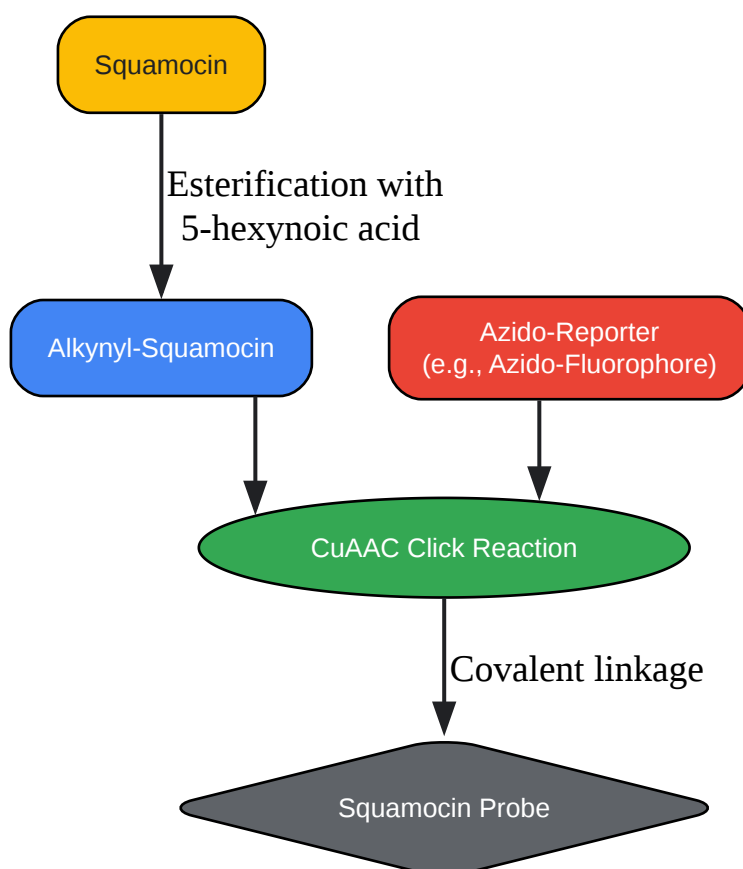 Squamocin
Esterification with
5-hexynoic acid
Alkynyl-Squamocin
Azido-Reporter
(e.g., Azido-Fluorophore)
CuAAC Click Reaction
Covalent linkage
Squamocin Probe